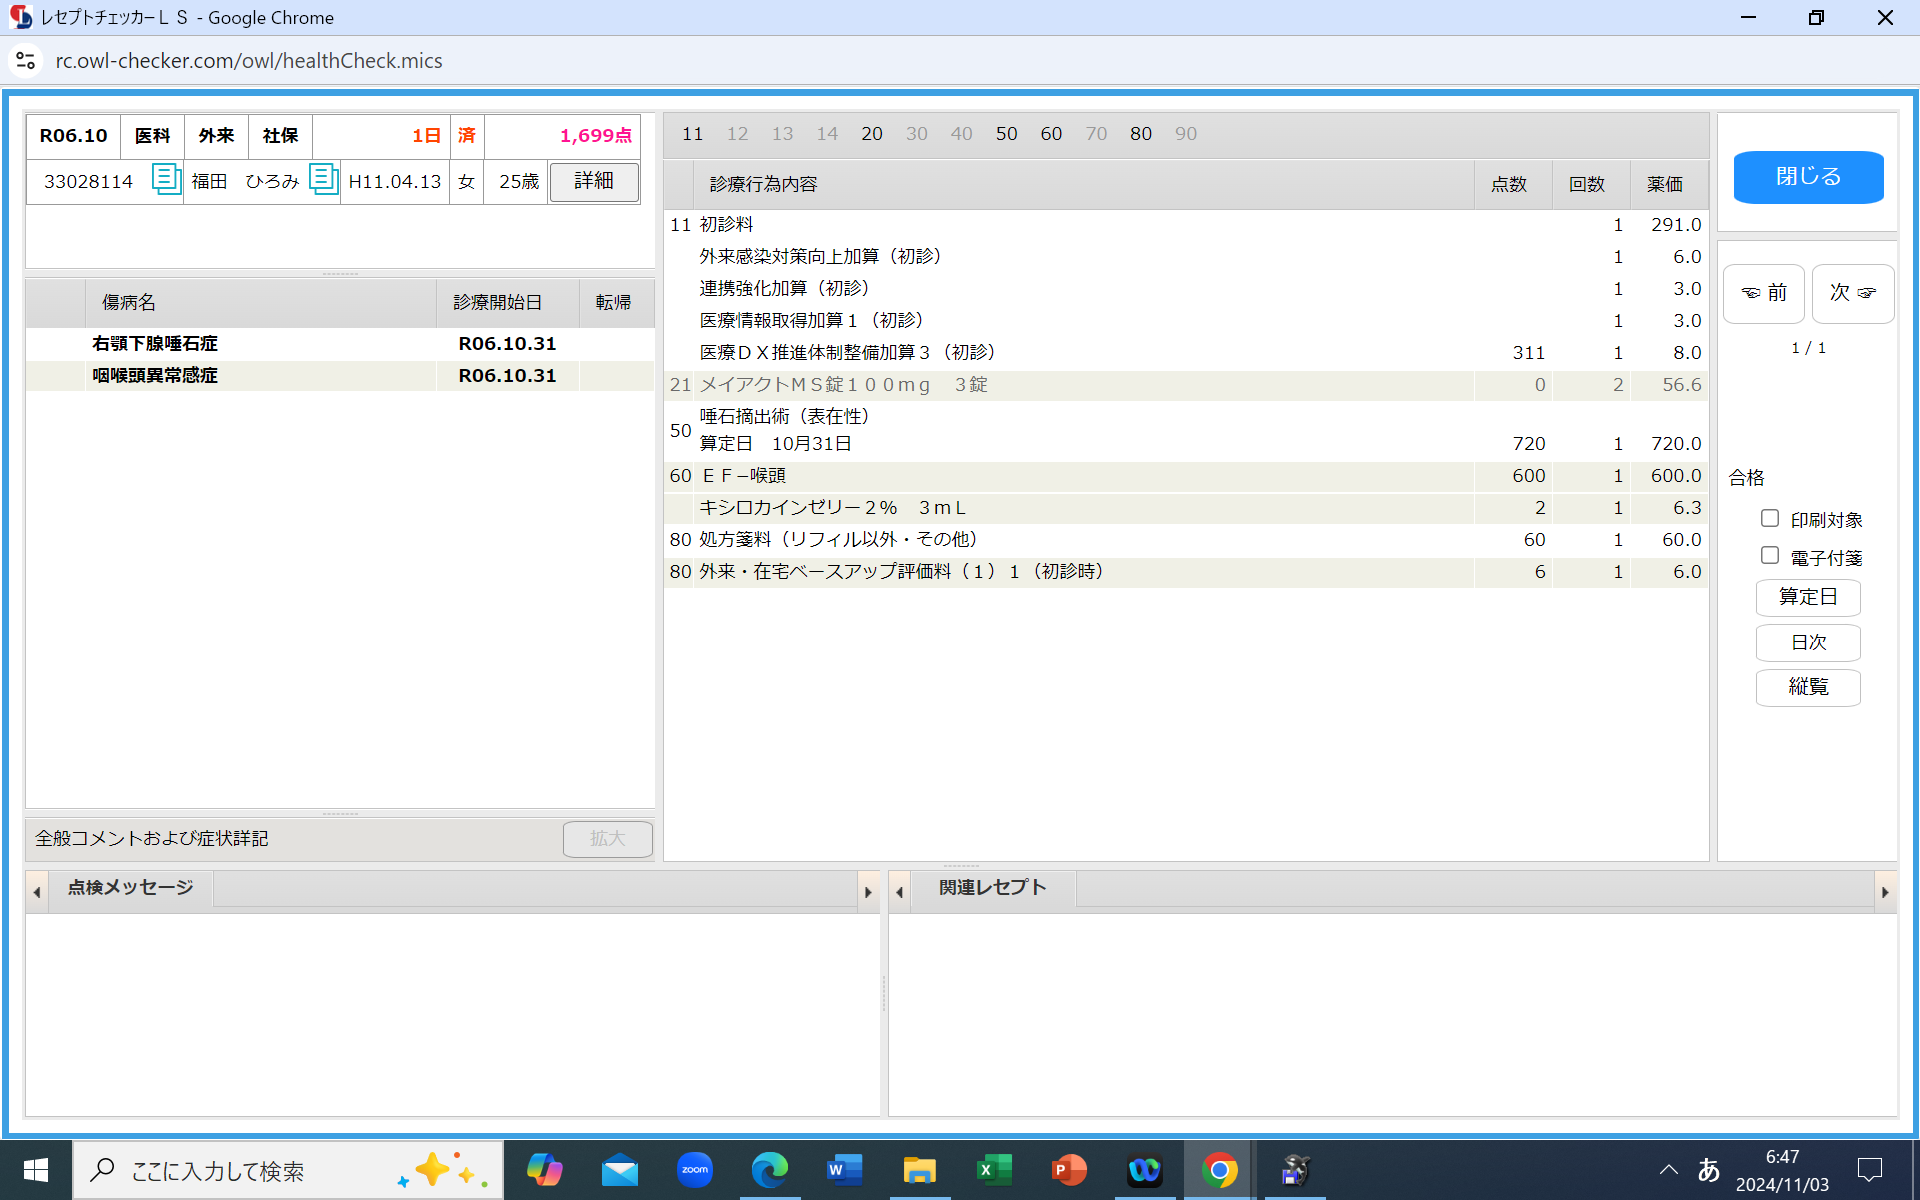 レセプトチェッカーＬＳ - Google Chrome
rc.owl-checker.com/owl/healthCheck.mics
R06.10 医科 外来 社保 1日 済 1,699点
33028114 福田 ひろみ H11.04.13 女 25歳 詳細
傷病名 診療開始日 転帰
右顎下腺唾石症 R06.10.31
咽喉頭異常感症 R06.10.31
全般コメントおよび症状詳記 拡大
11 12 13 14 20 30 40 50 60 70 80 90
診療行為内容 点数 回数 薬価
11 初診料 1 291.0
外来感染対策向上加算（初診） 1 6.0
連携強化加算（初診） 1 3.0
医療情報取得加算１（初診） 1 3.0
医療ＤＸ推進体制整備加算３（初診） 311 1 8.0
21 メイアクトＭＳ錠１００ｍｇ　３錠 0 2 56.6
50 唾石摘出術（表在性）
算定日　10月31日 720 1 720.0
60 ＥＦ−喉頭 600 1 600.0
キシロカインゼリー２％　３ｍＬ 2 1 6.3
80 処方箋料（リフィル以外・その他） 60 1 60.0
80 外来・在宅ベースアップ評価料（１）１（初診時） 6 1 6.0
閉じる
前 次
1 / 1
合格
印刷対象
電子付箋
算定日
日次
縦覧
点検メッセージ
関連レセプト
ここに入力して検索
zoom
W
X
P
あ
6:47
2024/11/03